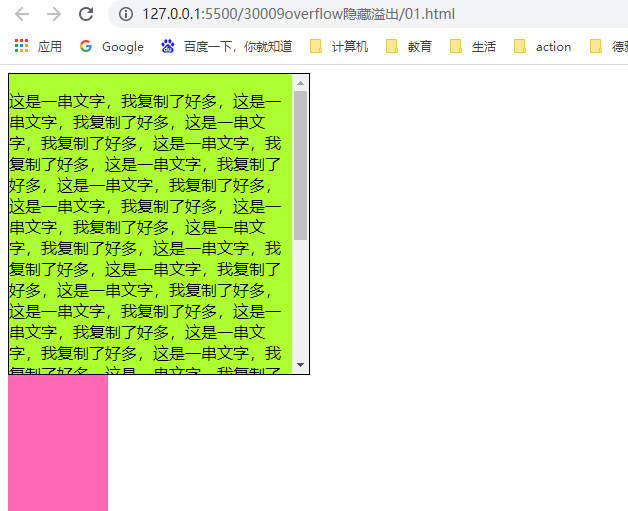 127.0.0.1:5500/30009overflow隐藏溢出/01.html
应用 Google 百度一下，你就知道 计算机 教育 生活 action 德雅
这是一串文字，我复制了好多，这是一
串文字，我复制了好多，这是一串文
字，我复制了好多，这是一串文字，我
复制了好多，这是一串文字，我复制了
好多，这是一串文字，我复制了好多，
这是一串文字，我复制了好多，这是一
串文字，我复制了好多，这是一串文
字，我复制了好多，这是一串文字，我
复制了好多，这是一串文字，我复制了
好多，这是一串文字，我复制了好多，
这是一串文字，我复制了好多，这是一
串文字，我复制了好多，这是一串文
字，我复制了好多，这是一串文字，我
复制了好多，这是一串文字，我复制了